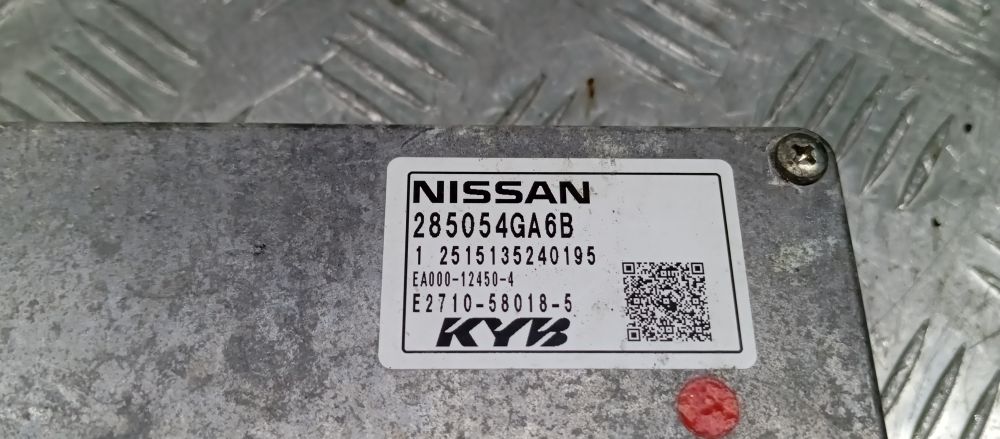 NISSAN
285054GA6B
1 2515135240195
EA000-12450-4
E2710-58018-5
KYB